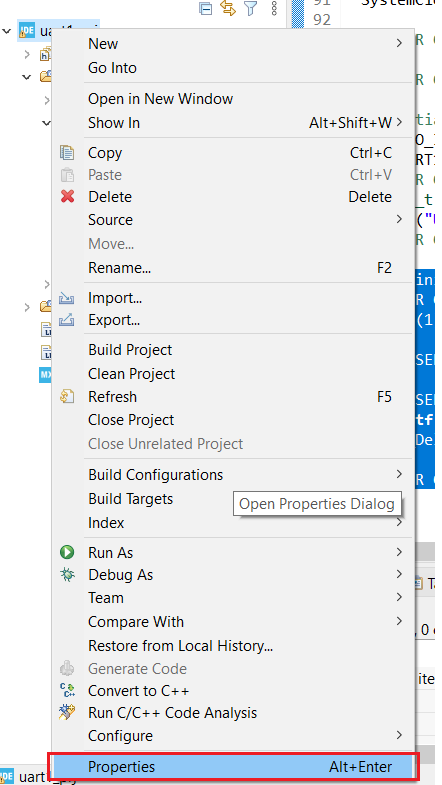 91
92
New
Go Into
Open in New Window
Show In Alt+Shift+W
Copy Ctrl+C
Paste Ctrl+V
Delete Delete
Source
Move...
Rename... F2
Import...
Export...
Build Project
Clean Project
Refresh F5
Close Project
Close Unrelated Project
Build Configurations
Build Targets
Open Properties Dialog
Index
Run As
Debug As
Team
Compare With
Restore from Local History...
Generate Code
Convert to C++
Run C/C++ Code Analysis
Configure
Properties Alt+Enter